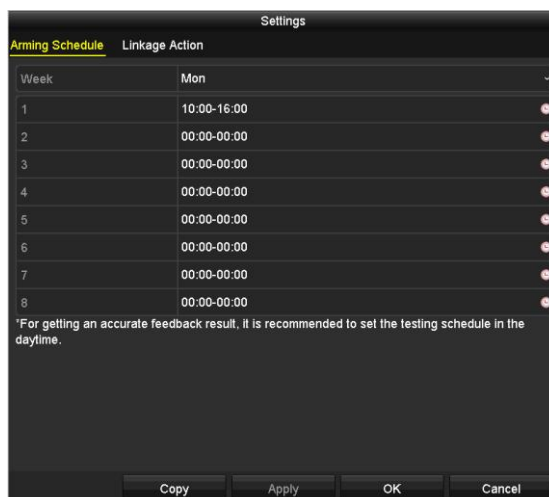 Settings
Arming Schedule Linkage Action
Week Mon
1 10:00-16:00
2 00:00-00:00
3 00:00-00:00
4 00:00-00:00
5 00:00-00:00
6 00:00-00:00
7 00:00-00:00
8 00:00-00:00
*For getting an accurate feedback result, it is recommended to set the testing schedule in the
daytime.
Copy Apply OK Cancel